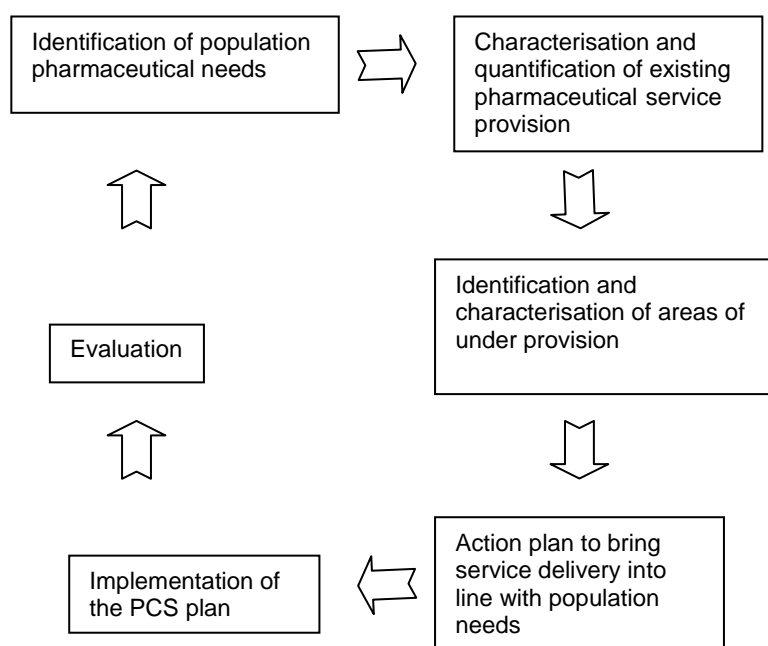 Identification of population
pharmaceutical needs
Characterisation and
quantification of existing
pharmaceutical service
provision
Identification and
characterisation of areas of
under provision
Action plan to bring
service delivery into
line with population
needs
Implementation of
the PCS plan
Evaluation